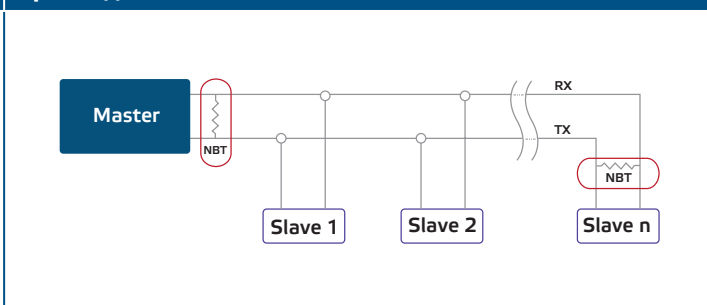 Master
NBT
RX
TX
NBT
Slave 1
Slave 2
Slave n